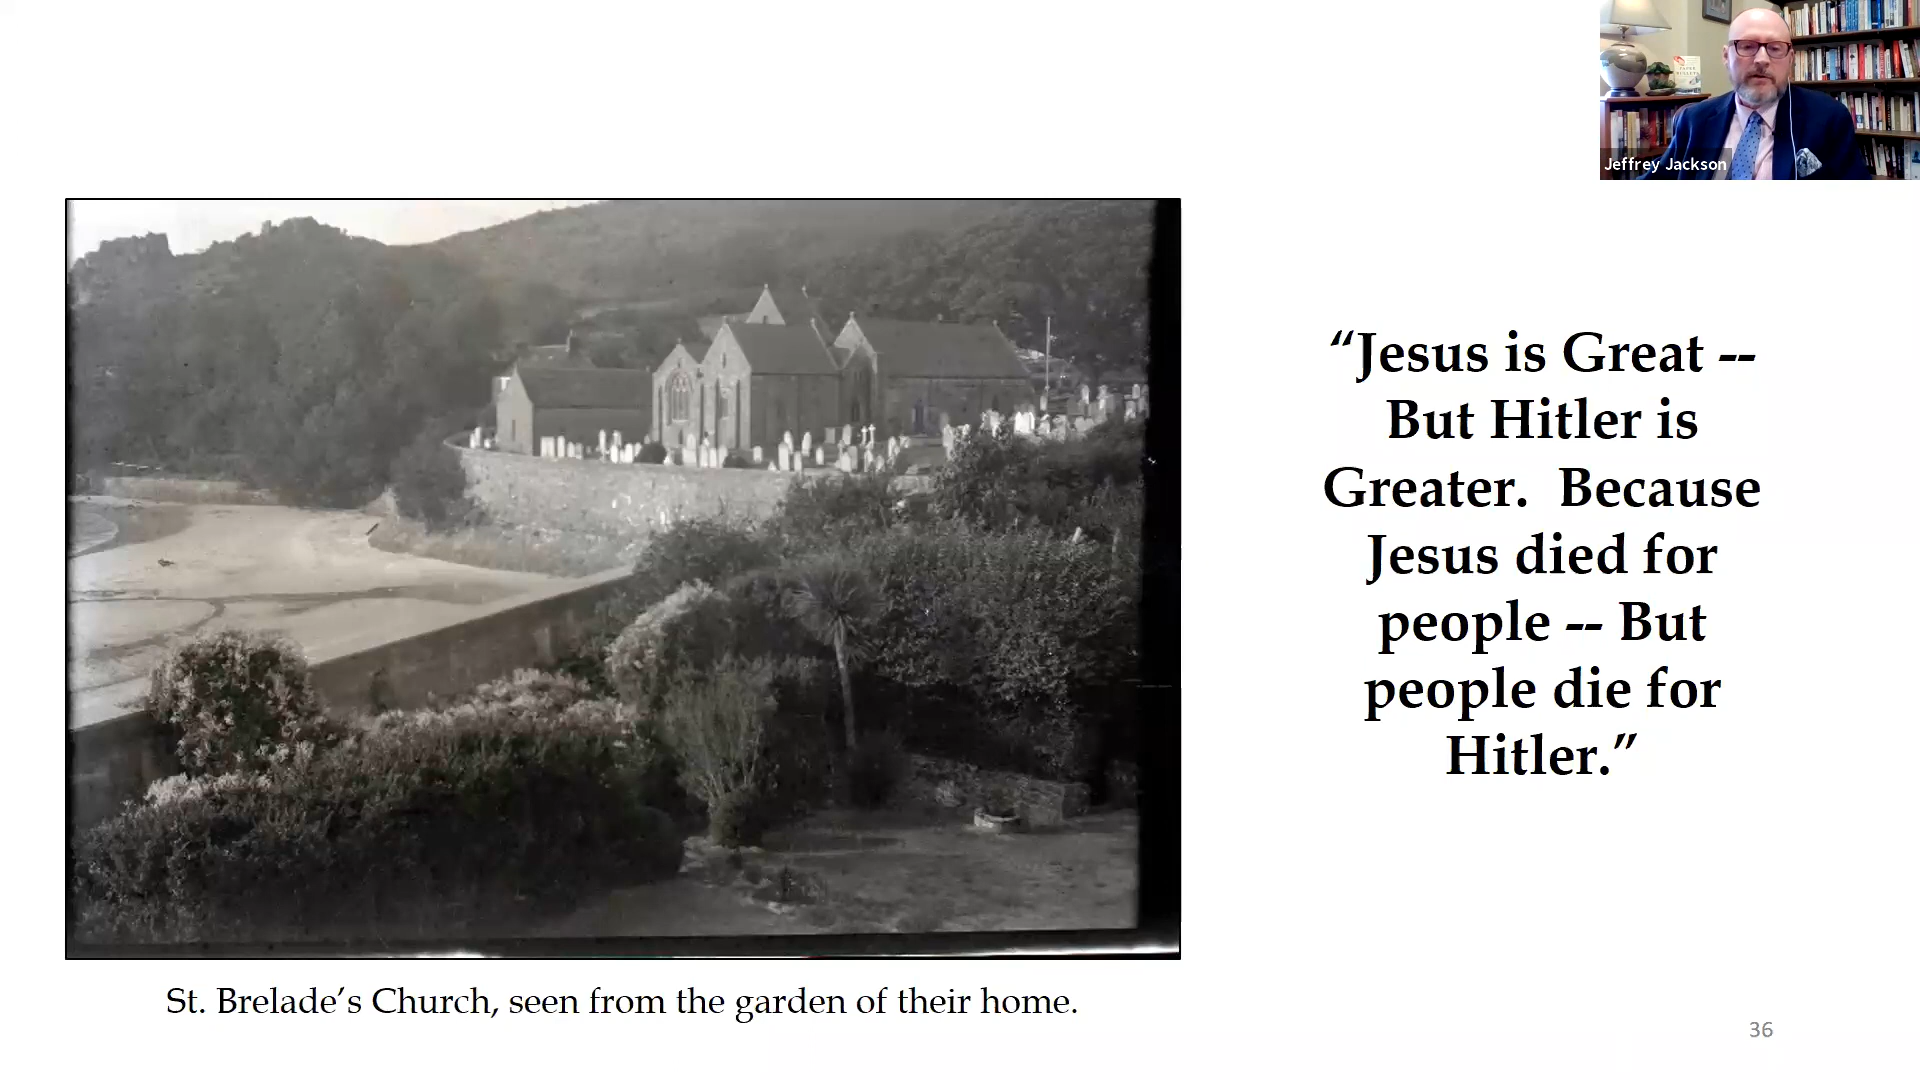 Jeffrey Jackson
“Jesus is Great --
But Hitler is
Greater.  Because
Jesus died for
people -- But
people die for
Hitler.”
St. Brelade’s Church, seen from the garden of their home.
36